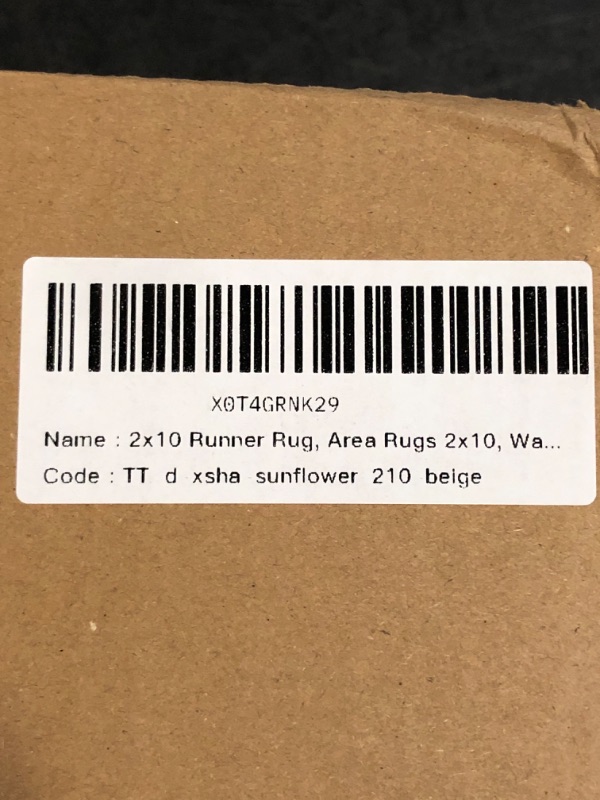 X0T4GRNK29
Name : 2x10 Runner Rug, Area Rugs 2x10, Wa...
Code : TT d xsha sunflower 210 beige